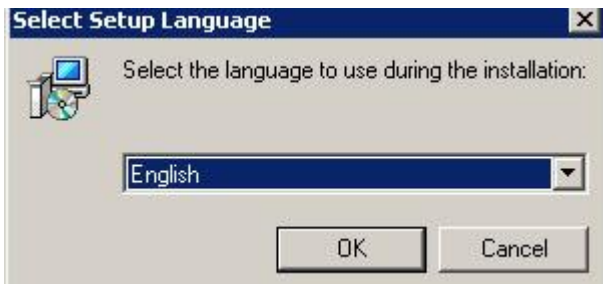 Select Setup Language
Select the language to use during the installation:
English
OK
Cancel